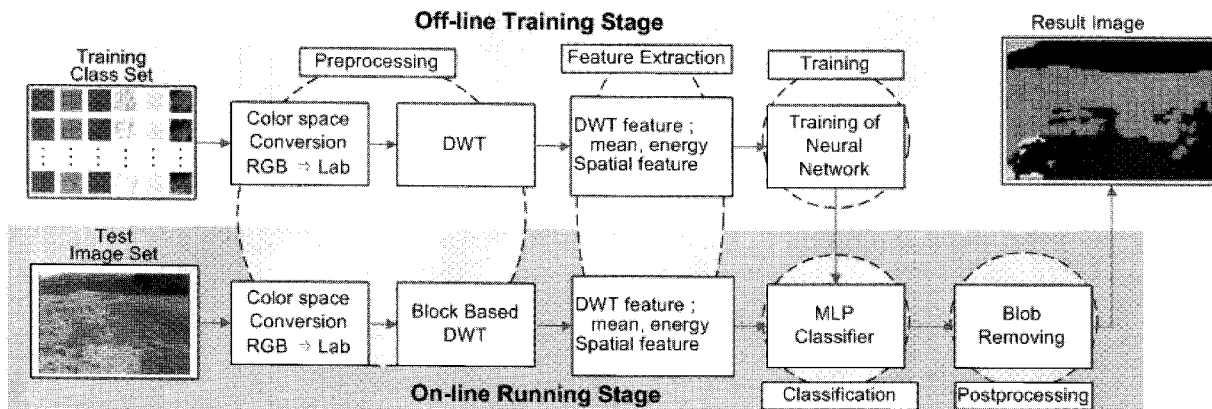 Off-line Training Stage
Result Image
Training
Class Set
Preprocessing
Feature Extraction
Training
Color space
Conversion
RGB ⇒ Lab
DWT
DWT feature ;
mean, energy
Spatial feature
Training of
Neural
Network
Test
Image Set
Color space
Conversion
RGB ⇒ Lab
Block Based
DWT
DWT feature ;
mean, energy
Spatial feature
MLP
Classifier
Blob
Removing
On-line Running Stage
Classification
Postprocessing